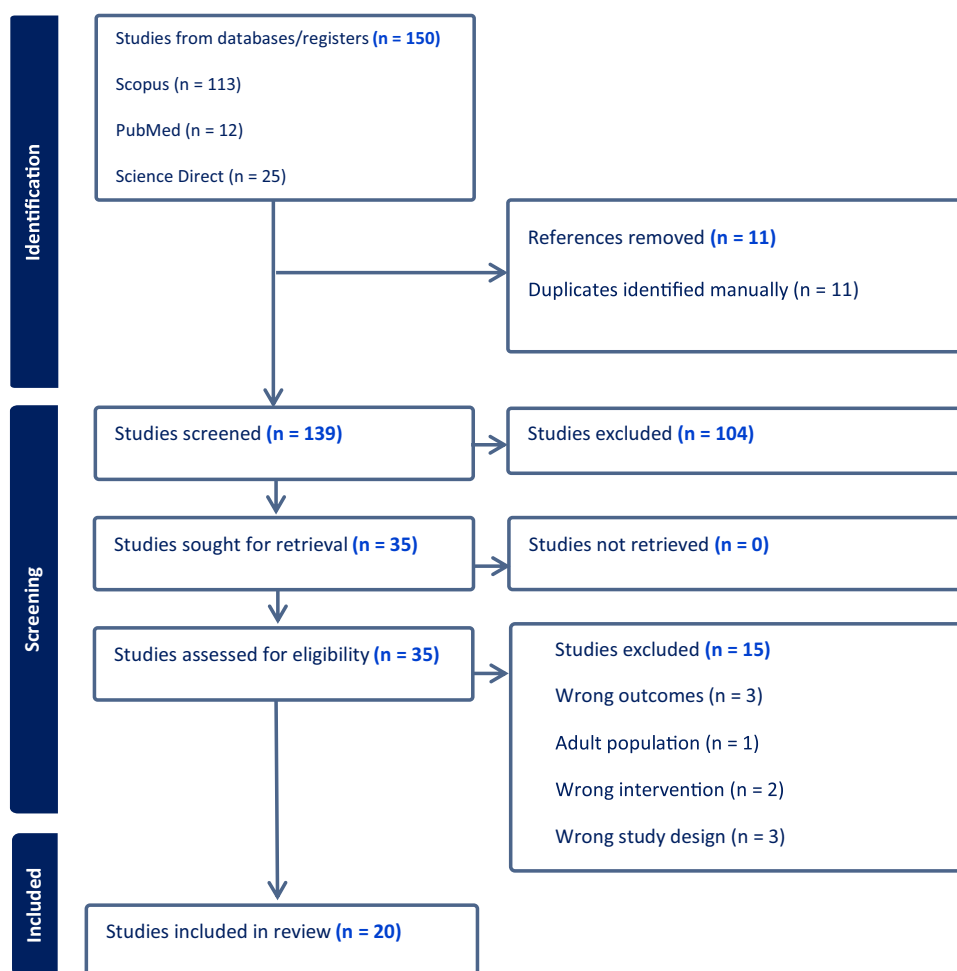 Identification
Studies from databases/registers (n = 150)
Scopus (n = 113)
PubMed (n = 12)
Science Direct (n = 25)
References removed (n = 11)
Duplicates identified manually (n = 11)
Screening
Studies screened (n = 139)
Studies excluded (n = 104)
Studies sought for retrieval (n = 35)
Studies not retrieved (n = 0)
Studies assessed for eligibility (n = 35)
Studies excluded (n = 15)
Wrong outcomes (n = 3)
Adult population (n = 1)
Wrong intervention (n = 2)
Wrong study design (n = 3)
Included
Studies included in review (n = 20)